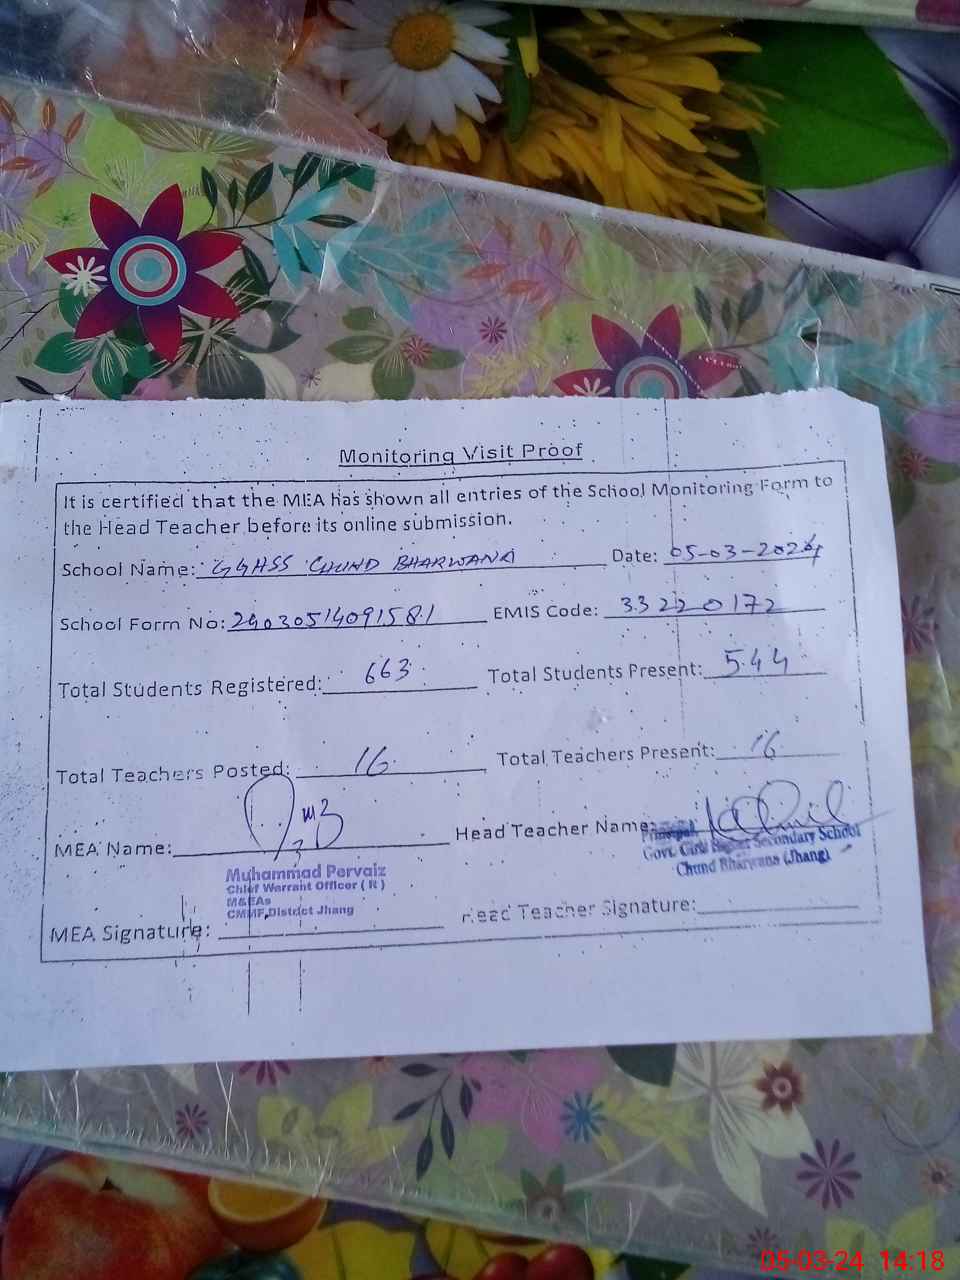 Monitoring Visit Proof
It is certified that the MEA has shown all entries of the School Monitoring Form to
the Head Teacher before its online submission.
School Name: GGHSS CHUND BHARWANA Date: 05-03-2024
School Form No: 24030514091581 EMIS Code: 33220172
Total Students Registered: 663 Total Students Present: 544
Total Teachers Posted: 16 Total Teachers Present: 16
MEA Name: Head Teacher Name:
Principal
Govt. Girls Higher Secondary School
Chund Bharwana (Jhang)
Muhammad Pervaiz
Chief Warrant Officer ( R )
M&EAs
CMMF, District Jhang
MEA Signature: Head Teacher Signature:
05-03-24 14:18